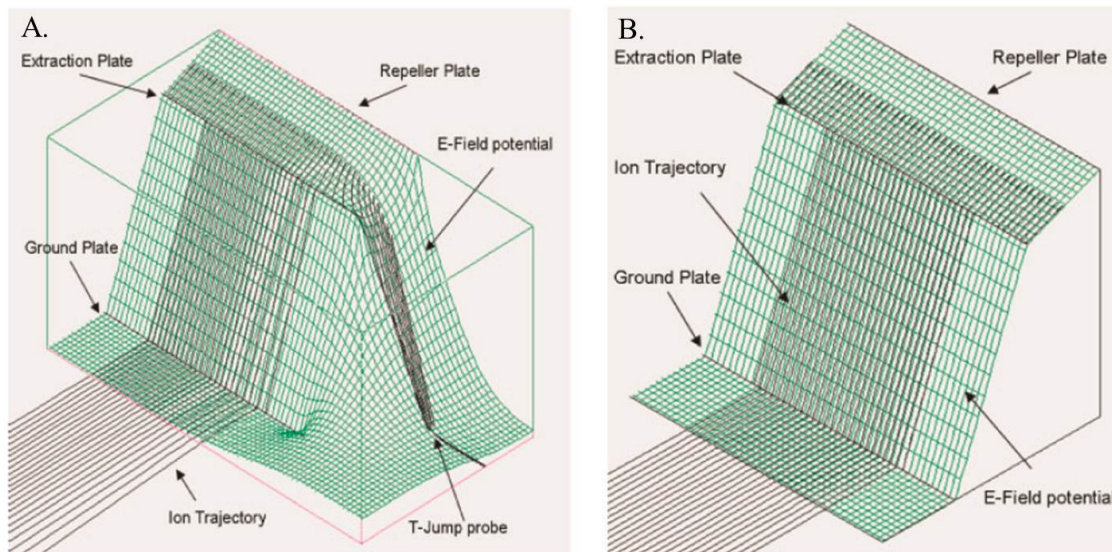 A.
Extraction Plate
Repeller Plate
E-Field potential
Ground Plate
Ion Trajectory
T-Jump probe
B.
Extraction Plate
Repeller Plate
Ion Trajectory
Ground Plate
E-Field potential